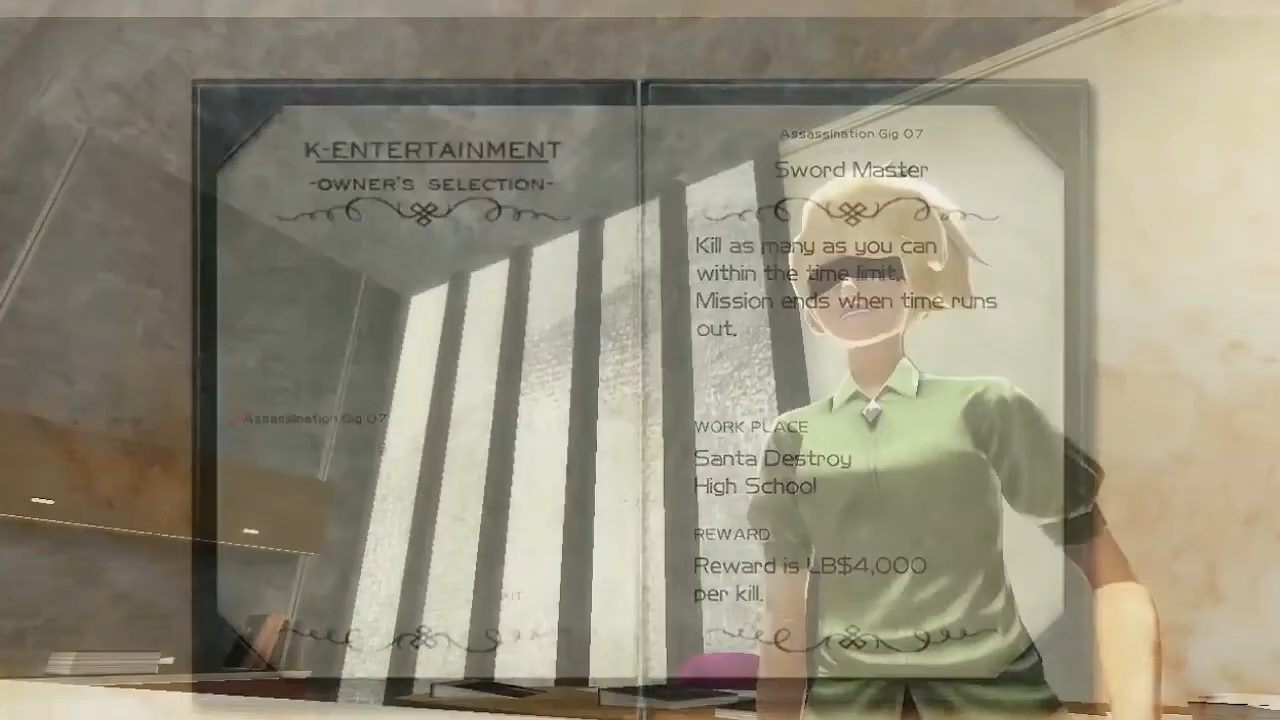 K-ENTERTAINMENT
-OWNER'S SELECTION-
Assassination Gig 07
Assassination Gig 07
Sword Master
Kill as many as you can
within the time limit.
Mission ends when time runs
out.
WORK PLACE
Santa Destroy
High School
REWARD
Reward is LB$4,000
per kill.